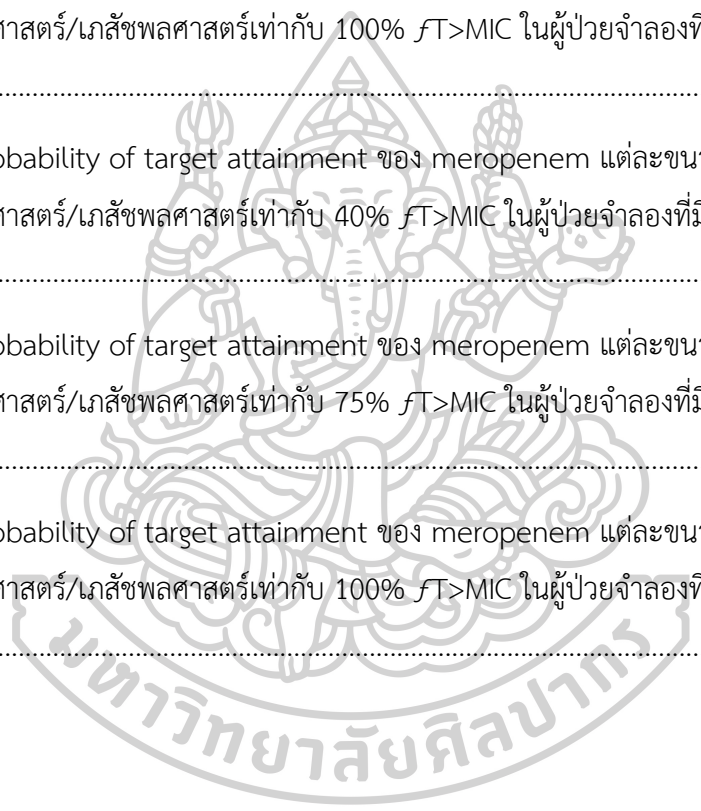 ศาสตร์/เภสัชพลศาสตร์เท่ากับ 100% fT>MIC ในผู้ป่วยจำลองที่
........................................................................................................
obability of target attainment ของ meropenem แต่ละขนา
ศาสตร์/เภสัชพลศาสตร์เท่ากับ 40% fT>MIC ในผู้ป่วยจำลองที่มี
........................................................................................................
obability of target attainment ของ meropenem แต่ละขนา
ศาสตร์/เภสัชพลศาสตร์เท่ากับ 75% fT>MIC ในผู้ป่วยจำลองที่มี
........................................................................................................
obability of target attainment ของ meropenem แต่ละขนา
ศาสตร์/เภสัชพลศาสตร์เท่ากับ 100% fT>MIC ในผู้ป่วยจำลองที่
........................................................................................................
มหาวิทยาลัยศิลปากร